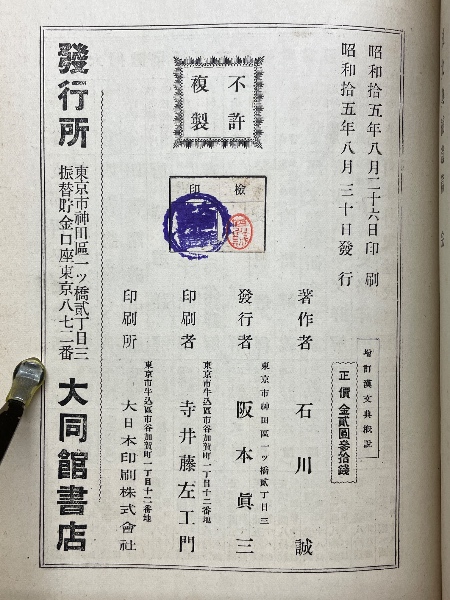 昭和拾五年八月二十六日印刷
昭和拾五年八月三十日發行
不許
複製
檢印
增訂漢文典概說
正價金貳圓參拾錢
著作者 石川誠
東京市神田區一ッ橋貳丁目三
發行者 阪本眞三
東京市牛込區市谷加賀町一丁目十二番地
印刷者 寺井藤左工門
東京市牛込區市谷加賀町一丁目十二番地
印刷所 大日本印刷株式會社
發行所
東京市神田區一ッ橋貳丁目三
振替貯金口座東京八七二番
大同館書店